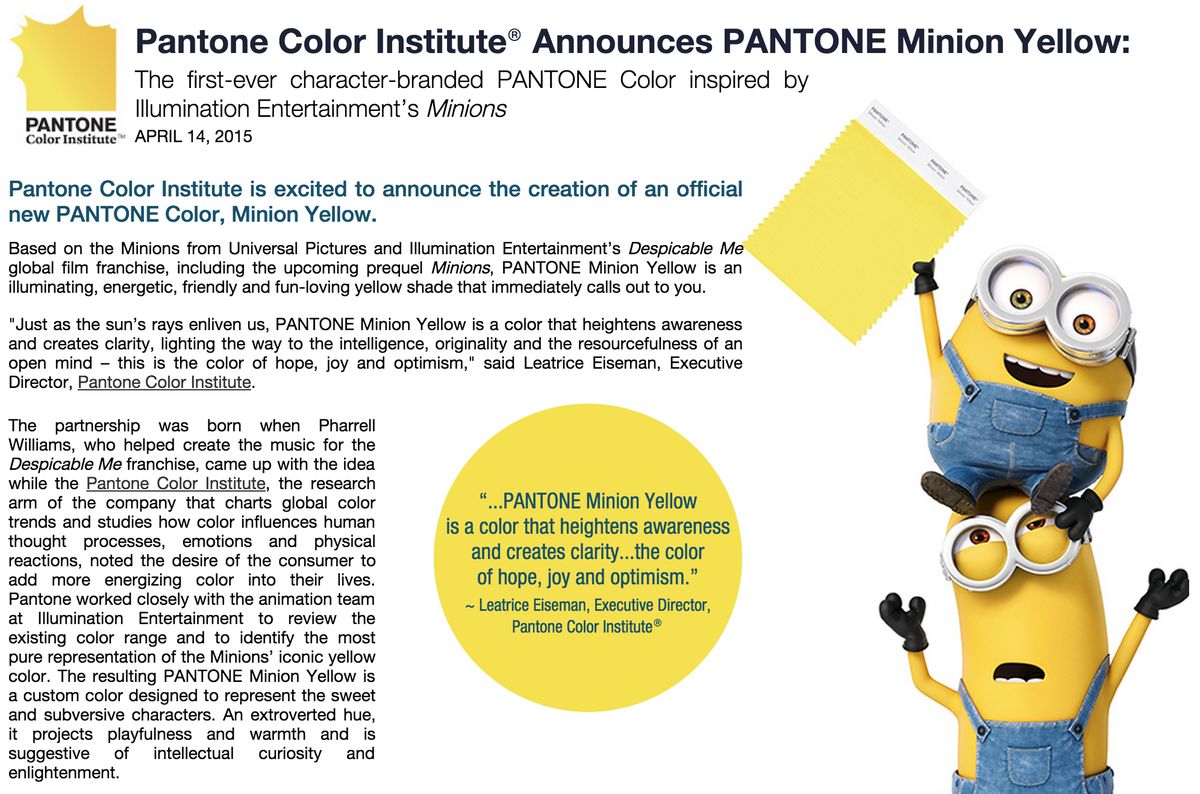 Pantone Color Institute® Announces PANTONE Minion Yellow:
The first-ever character-branded PANTONE Color inspired by
Illumination Entertainment's Minions
APRIL 14, 2015
PANTONE
Color Institute™
Pantone Color Institute is excited to announce the creation of an official
new PANTONE Color, Minion Yellow.
Based on the Minions from Universal Pictures and Illumination Entertainment's Despicable Me
global film franchise, including the upcoming prequel Minions, PANTONE Minion Yellow is an
illuminating, energetic, friendly and fun-loving yellow shade that immediately calls out to you.
"Just as the sun's rays enliven us, PANTONE Minion Yellow is a color that heightens awareness
and creates clarity, lighting the way to the intelligence, originality and the resourcefulness of an
open mind – this is the color of hope, joy and optimism," said Leatrice Eiseman, Executive
Director, Pantone Color Institute.
The partnership was born when Pharrell
Williams, who helped create the music for the
Despicable Me franchise, came up with the idea
while the Pantone Color Institute, the research
arm of the company that charts global color
trends and studies how color influences human
thought processes, emotions and physical
reactions, noted the desire of the consumer to
add more energizing color into their lives.
Pantone worked closely with the animation team
at Illumination Entertainment to review the
existing color range and to identify the most
pure representation of the Minions' iconic yellow
color. The resulting PANTONE Minion Yellow is
a custom color designed to represent the sweet
and subversive characters. An extroverted hue,
it projects playfulness and warmth and is
suggestive of intellectual curiosity and
enlightenment.
"...PANTONE Minion Yellow
is a color that heightens awareness
and creates clarity...the color
of hope, joy and optimism."
~ Leatrice Eiseman, Executive Director,
Pantone Color Institute®
PANTONE®
Minion Yellow
PANTONE®
Minion Yellow
PANTONE®
Minion Yellow
PANTONE®
Minion Yellow